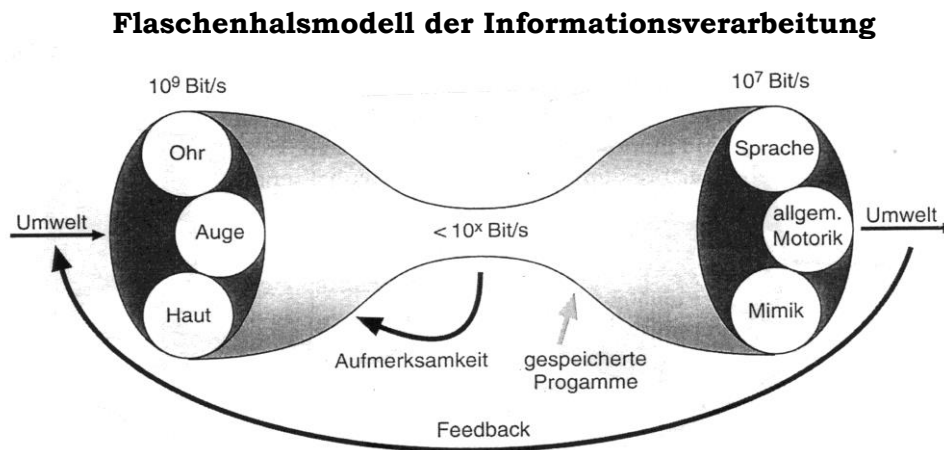 Flaschenhalsmodell der Informationsverarbeitung
10⁹ Bit/s
10⁷ Bit/s
Ohr
Sprache
Umwelt
Auge
< 10ˣ Bit/s
allgem.
Motorik
Umwelt
Haut
Mimik
Aufmerksamkeit
gespeicherte
Progamme
Feedback